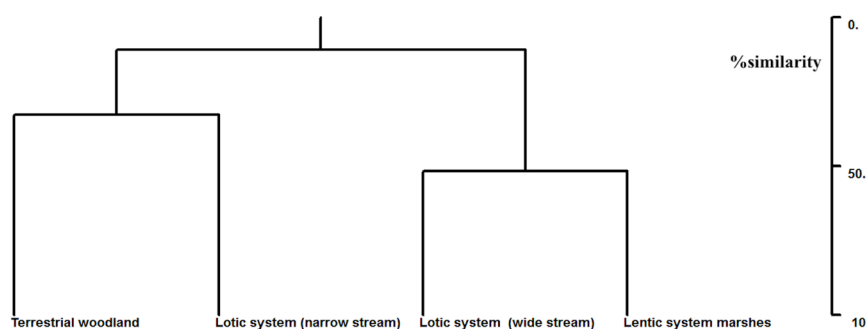 0.
%similarity
50.
10
Terrestrial woodland
Lotic system (narrow stream)
Lotic system (wide stream)
Lentic system marshes